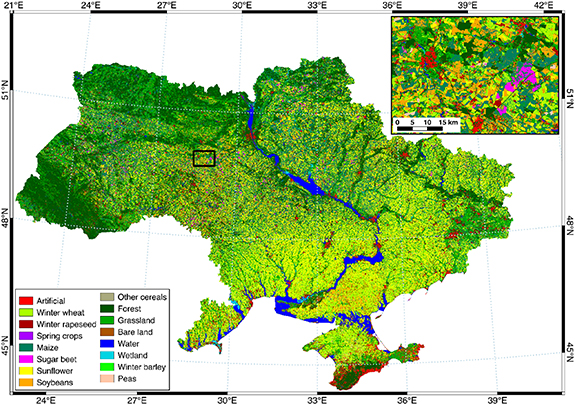 21°E 24°E 27°E 30°E 33°E 36°E 39°E 42°E
51°N
51°N
0 5 10 15 km
48°N
48°N
45°N
45°N
Artificial
Winter wheat
Winter rapeseed
Spring crops
Maize
Sugar beet
Sunflower
Soybeans
Other cereals
Forest
Grassland
Bare land
Water
Wetland
Winter barley
Peas
24°E 27°E 30°E 33°E 36°E 39°E